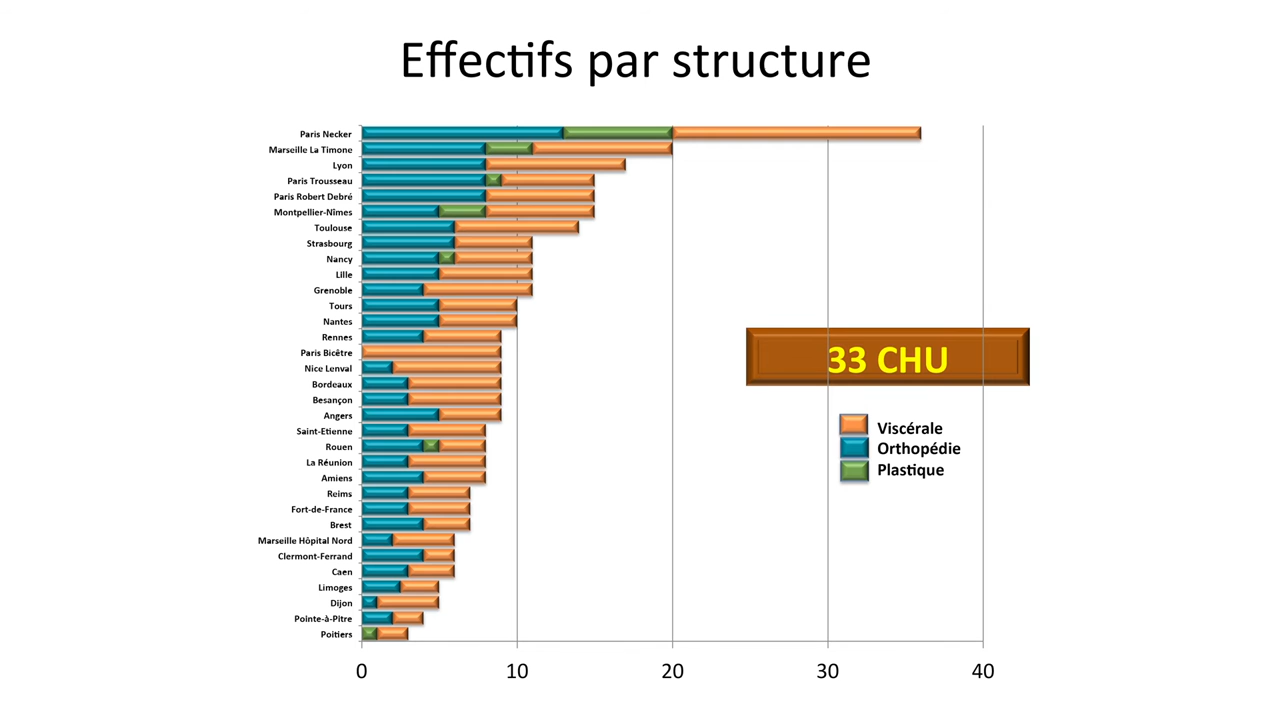 Effectifs par structure
Paris Necker
Marseille La Timone
Lyon
Paris Trousseau
Paris Robert Debré
Montpellier-Nîmes
Toulouse
Strasbourg
Nancy
Lille
Grenoble
Tours
Nantes
Rennes
Paris Bicêtre
Nice Lenval
Bordeaux
Besançon
Angers
Saint-Etienne
Rouen
La Réunion
Amiens
Reims
Fort-de-France
Brest
Marseille Hôpital Nord
Clermont-Ferrand
Caen
Limoges
Dijon
Pointe-à-Pitre
Poitiers
33 CHU
Viscérale
Orthopédie
Plastique
0 10 20 30 40